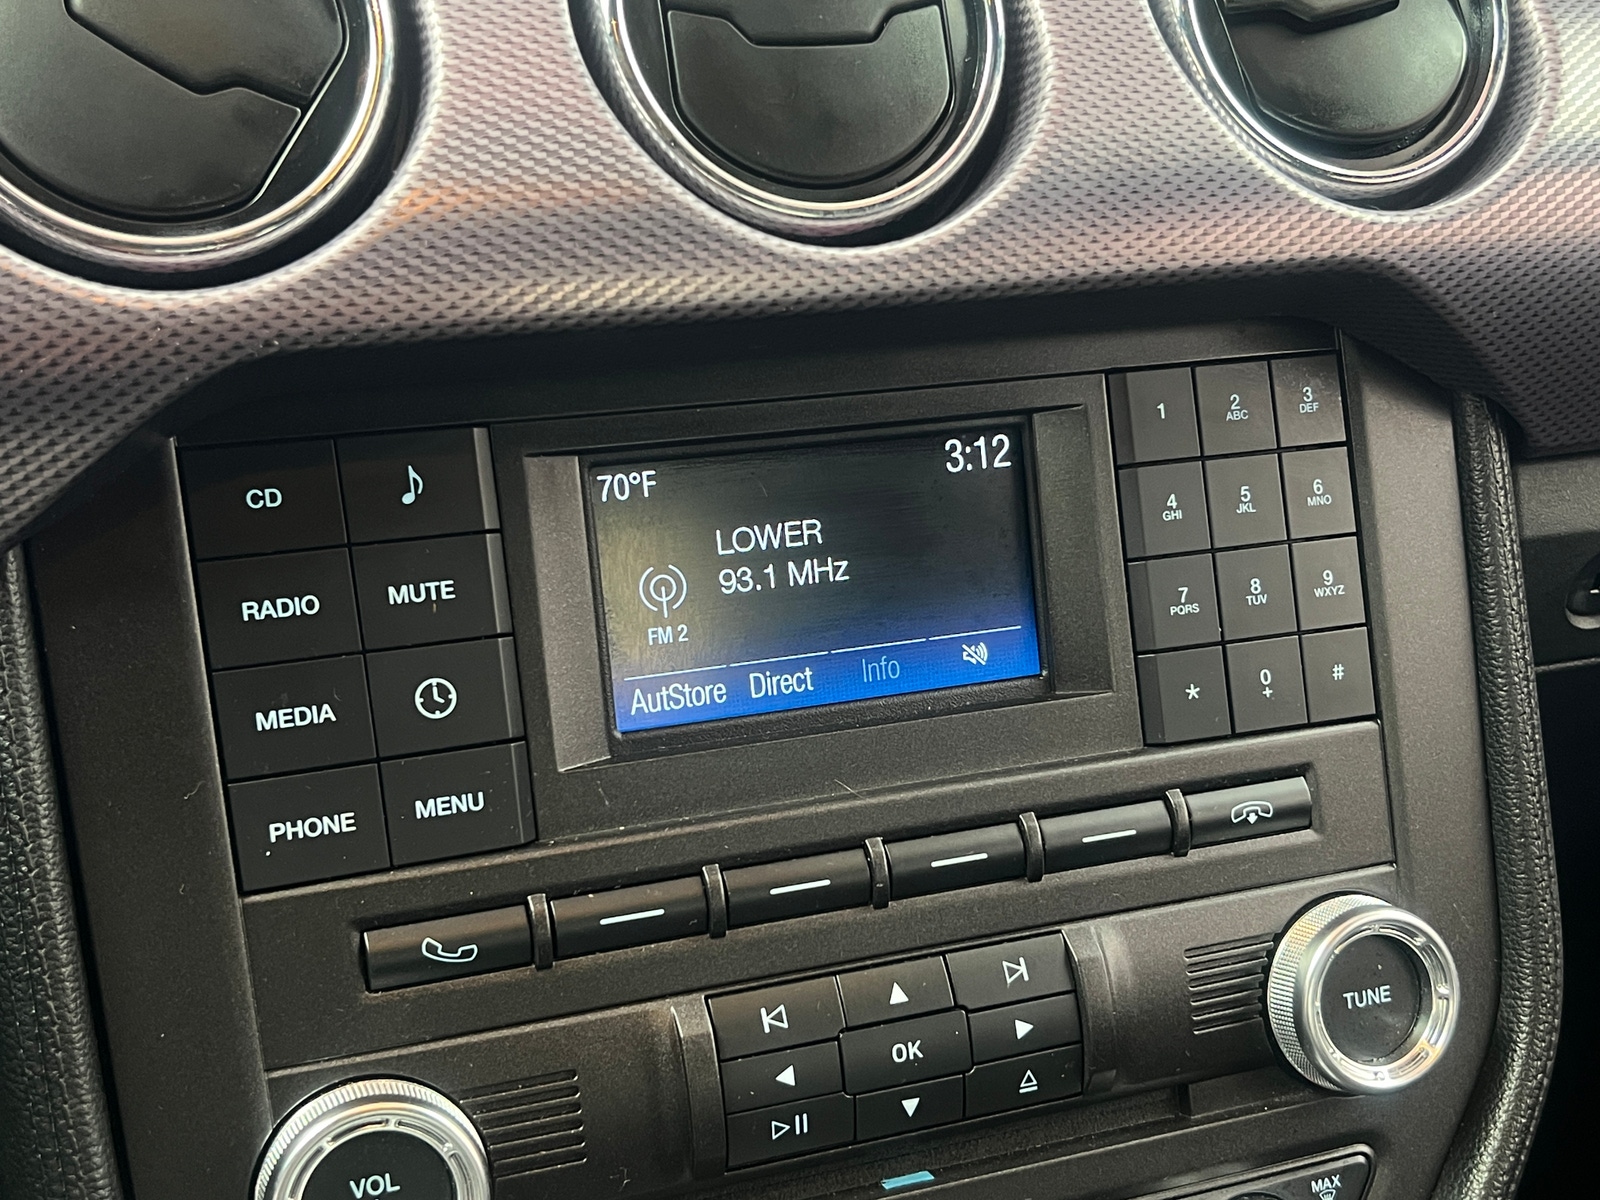 70°F
3:12
LOWER
93.1 MHz
FM 2
AutStore Direct Info
CD
RADIO
MUTE
MEDIA
PHONE
MENU
1
2
ABC
3
DEF
4
GHI
5
JKL
6
MNO
7
PQRS
8
TUV
9
WXYZ
*
0
+
#
OK
TUNE
VOL
MAX